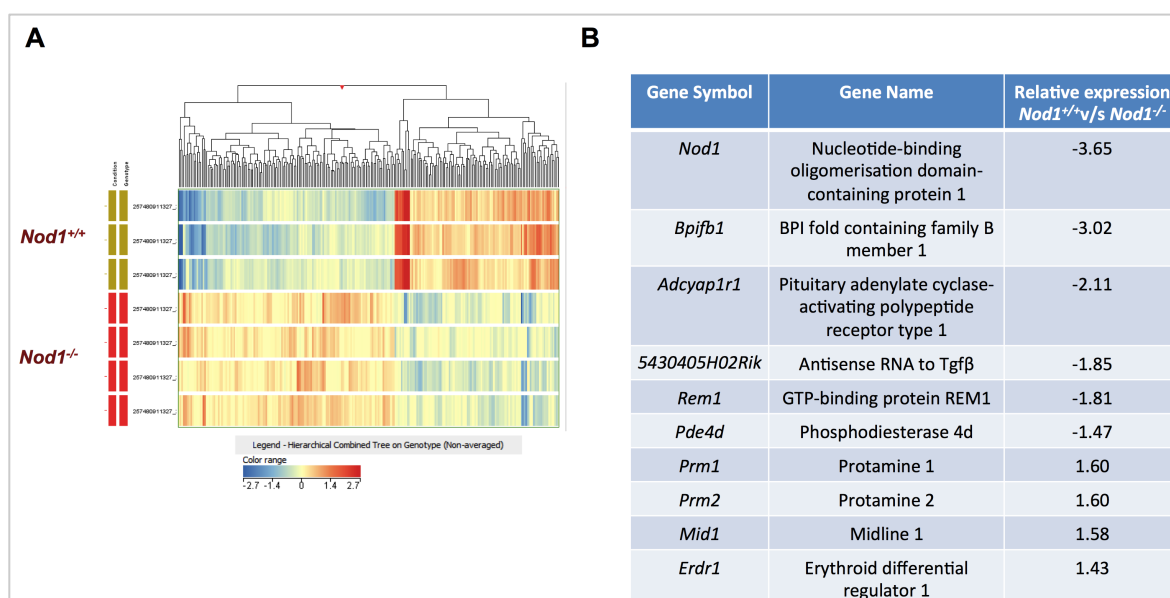 A
B
Condition
Genotype
Nod1+/+
Nod1-/-
257480911327_.
257480911327_.
257480911327_.
257480911327_.
257480911327_.
257480911327_.
257480911327_.
Legend - Hierarchical Combined Tree on Genotype (Non-averaged)
Color range
-2.7 -1.4 0 1.4 2.7
Gene Symbol Gene Name Relative expression
Nod1+/+v/s Nod1-/-
Nod1 Nucleotide-binding -3.65
oligomerisation domain-
containing protein 1
Bpifb1 BPI fold containing family B -3.02
member 1
Adcyap1r1 Pituitary adenylate cyclase- -2.11
activating polypeptide
receptor type 1
5430405H02Rik Antisense RNA to Tgfβ -1.85
Rem1 GTP-binding protein REM1 -1.81
Pde4d Phosphodiesterase 4d -1.47
Prm1 Protamine 1 1.60
Prm2 Protamine 2 1.60
Mid1 Midline 1 1.58
Erdr1 Erythroid differential 1.43
regulator 1